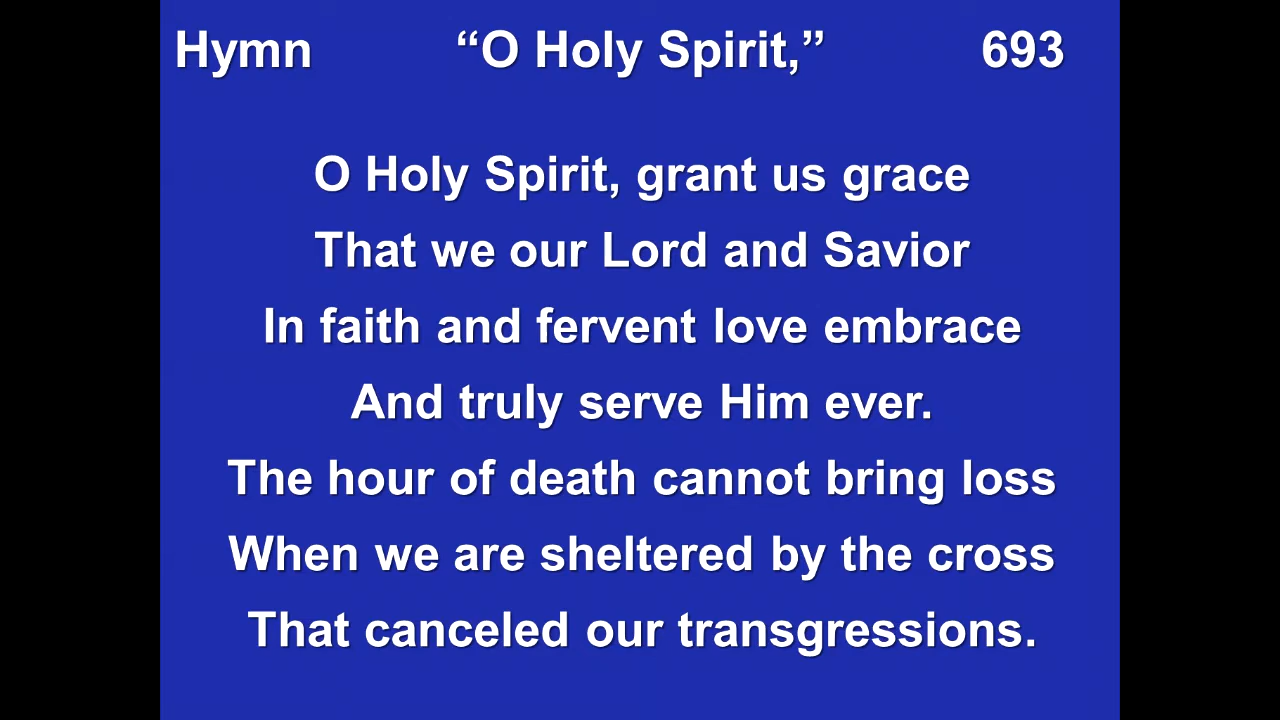 Hymn “O Holy Spirit,” 693
O Holy Spirit, grant us grace
That we our Lord and Savior
In faith and fervent love embrace
And truly serve Him ever.
The hour of death cannot bring loss
When we are sheltered by the cross
That canceled our transgressions.